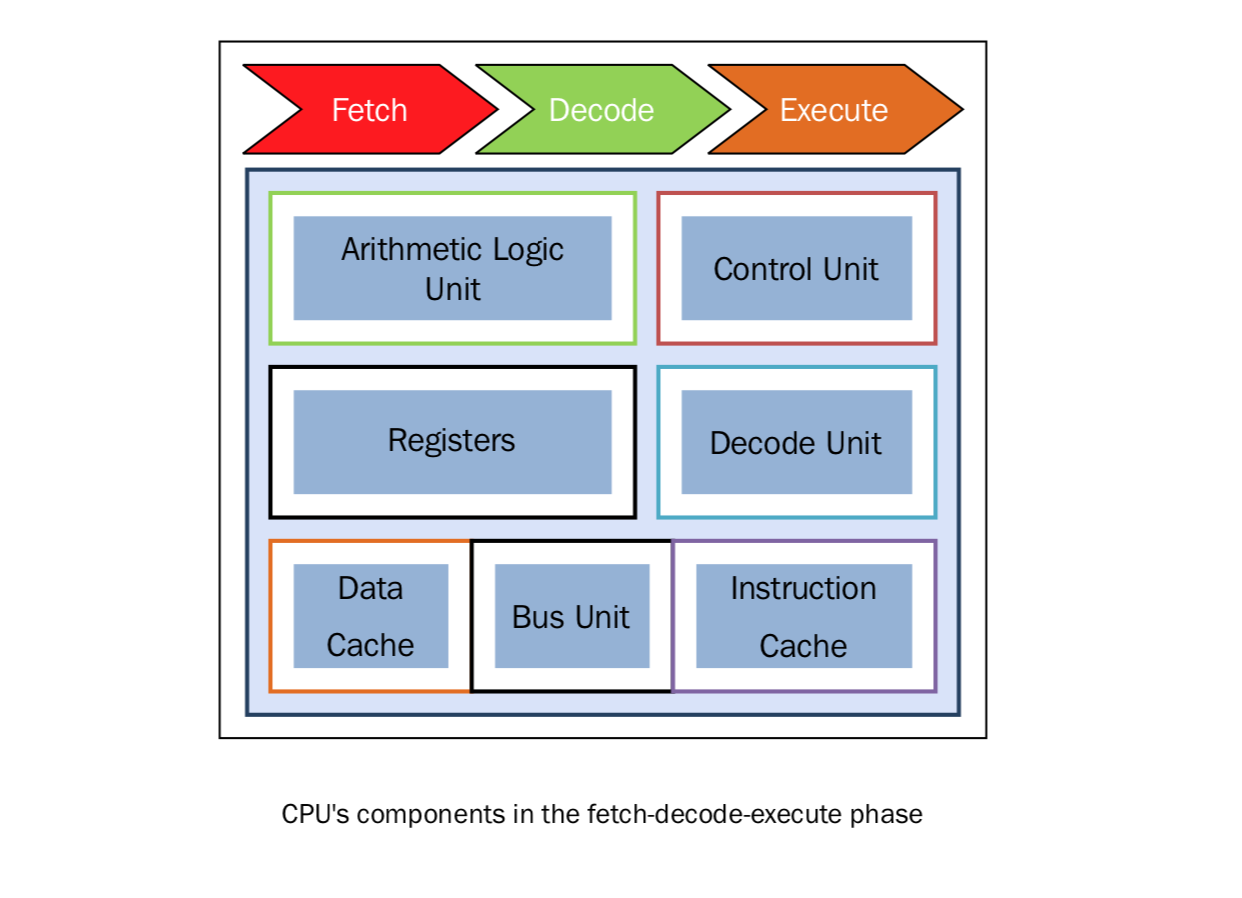 Fetch
Decode
Execute
Arithmetic Logic
Unit
Control Unit
Registers
Decode Unit
Data
Cache
Bus Unit
Instruction
Cache
CPU's components in the fetch-decode-execute phase